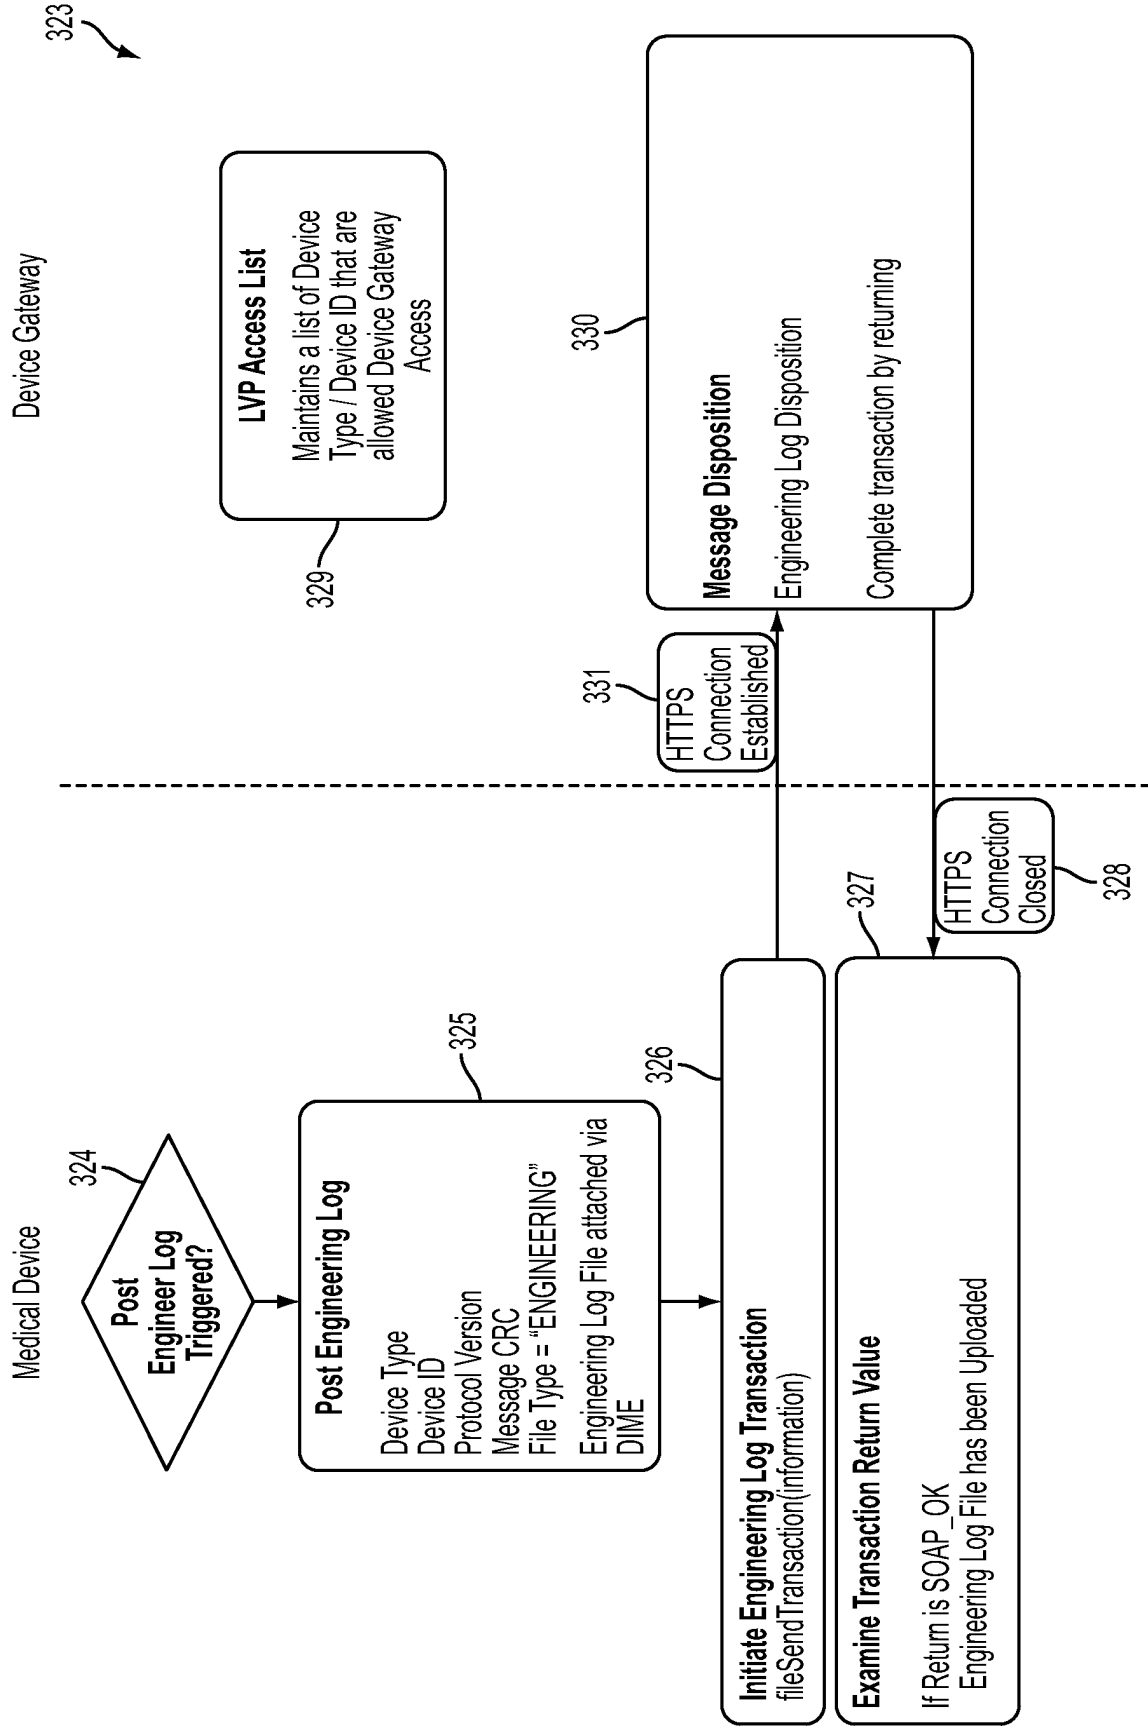 323
Medical Device
Device Gateway
324
Post
Engineer Log
Triggered?
325
Post Engineering Log
Device Type
Device ID
Protocol Version
Message CRC
File Type = “ENGINEERING”
Engineering Log File attached via
DIME
326
Initiate Engineering Log Transaction
fileSendTransaction(information)
327
Examine Transaction Return Value
If Return is SOAP_OK
Engineering Log File has been Uploaded
328
HTTPS
Connection
Closed
329
LVP Access List
Maintains a list of Device
Type / Device ID that are
allowed Device Gateway
Access
331
HTTPS
Connection
Established
330
Message Disposition
Engineering Log Disposition
Complete transaction by returning